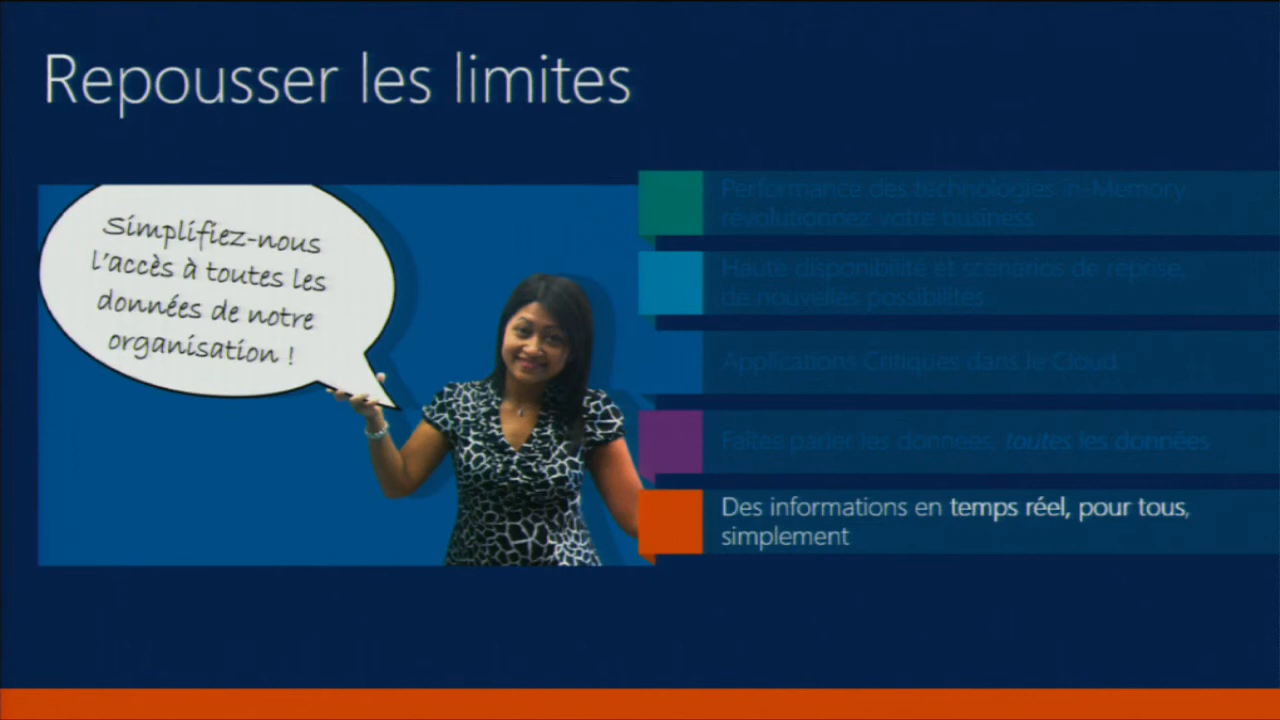 Repousser les limites
Simplifiez-nous
l'accès à toutes les
données de notre
organisation !
Performance des technologies in-Memory
révolutionnez votre business
Haute disponibilité et scénarios de reprise,
de nouvelles possibilités
Applications Critiques dans le Cloud
Faites parler les données, toutes les données
Des informations en temps réel, pour tous,
simplement